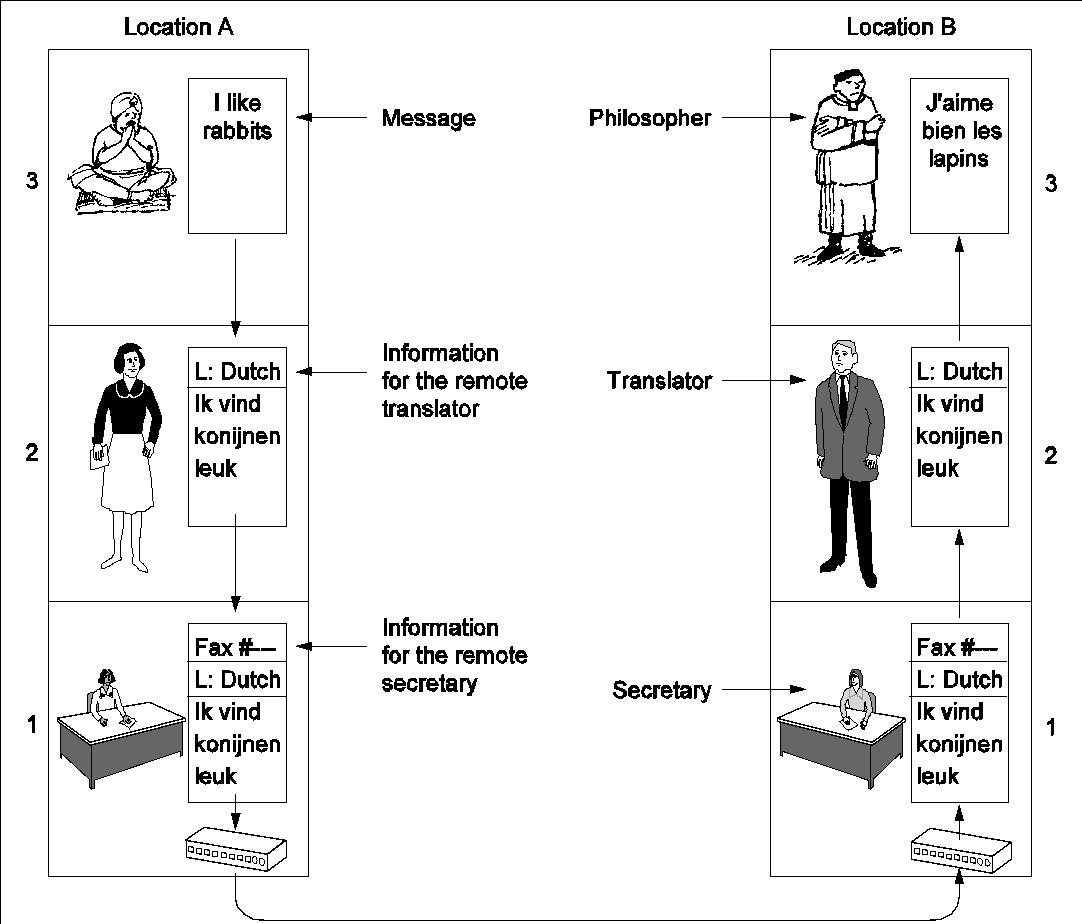 Location A
Location B
I like
rabbits
Message
Philosopher
J'aime
bien les
lapins
3
3
L: Dutch
Ik vind
konijnen
leuk
Information
for the remote
translator
Translator
L: Dutch
Ik vind
konijnen
leuk
2
2
Fax #---
L: Dutch
Ik vind
konijnen
leuk
Information
for the remote
secretary
Secretary
Fax #---
L: Dutch
Ik vind
konijnen
leuk
1
1